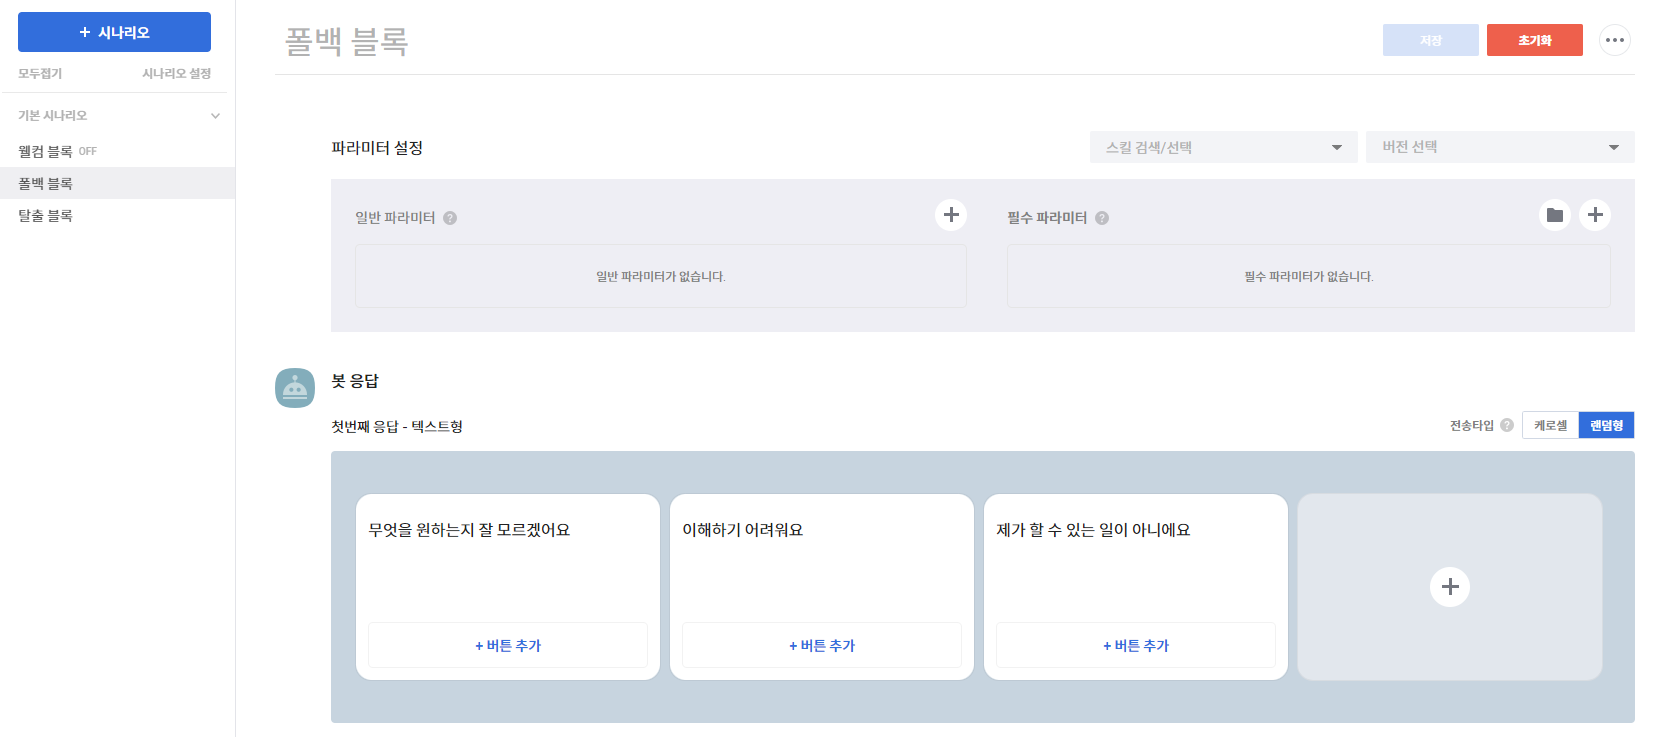 + 시나리오
모두접기 시나리오 설정
기본 시나리오
웰컴 블록 OFF
폴백 블록
탈출 블록
폴백 블록
저장 초기화
파라미터 설정
스킬 검색/선택 버전 선택
일반 파라미터 ?
필수 파라미터 ?
일반 파라미터가 없습니다.
필수 파라미터가 없습니다.
봇 응답
첫번째 응답 - 텍스트형
전송타입 ? 케로셀 랜덤형
무엇을 원하는지 잘 모르겠어요
+ 버튼 추가
이해하기 어려워요
+ 버튼 추가
제가 할 수 있는 일이 아니에요
+ 버튼 추가